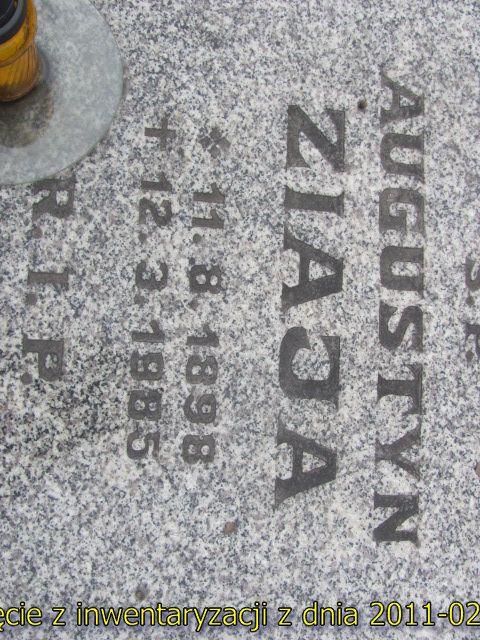 S.P.
AUGUSTYN
ZIAJA
* 11. 8. 1898
† 12. 3. 1985
R. I. P.
ęcie z inwentaryzacji z dnia 2011-02